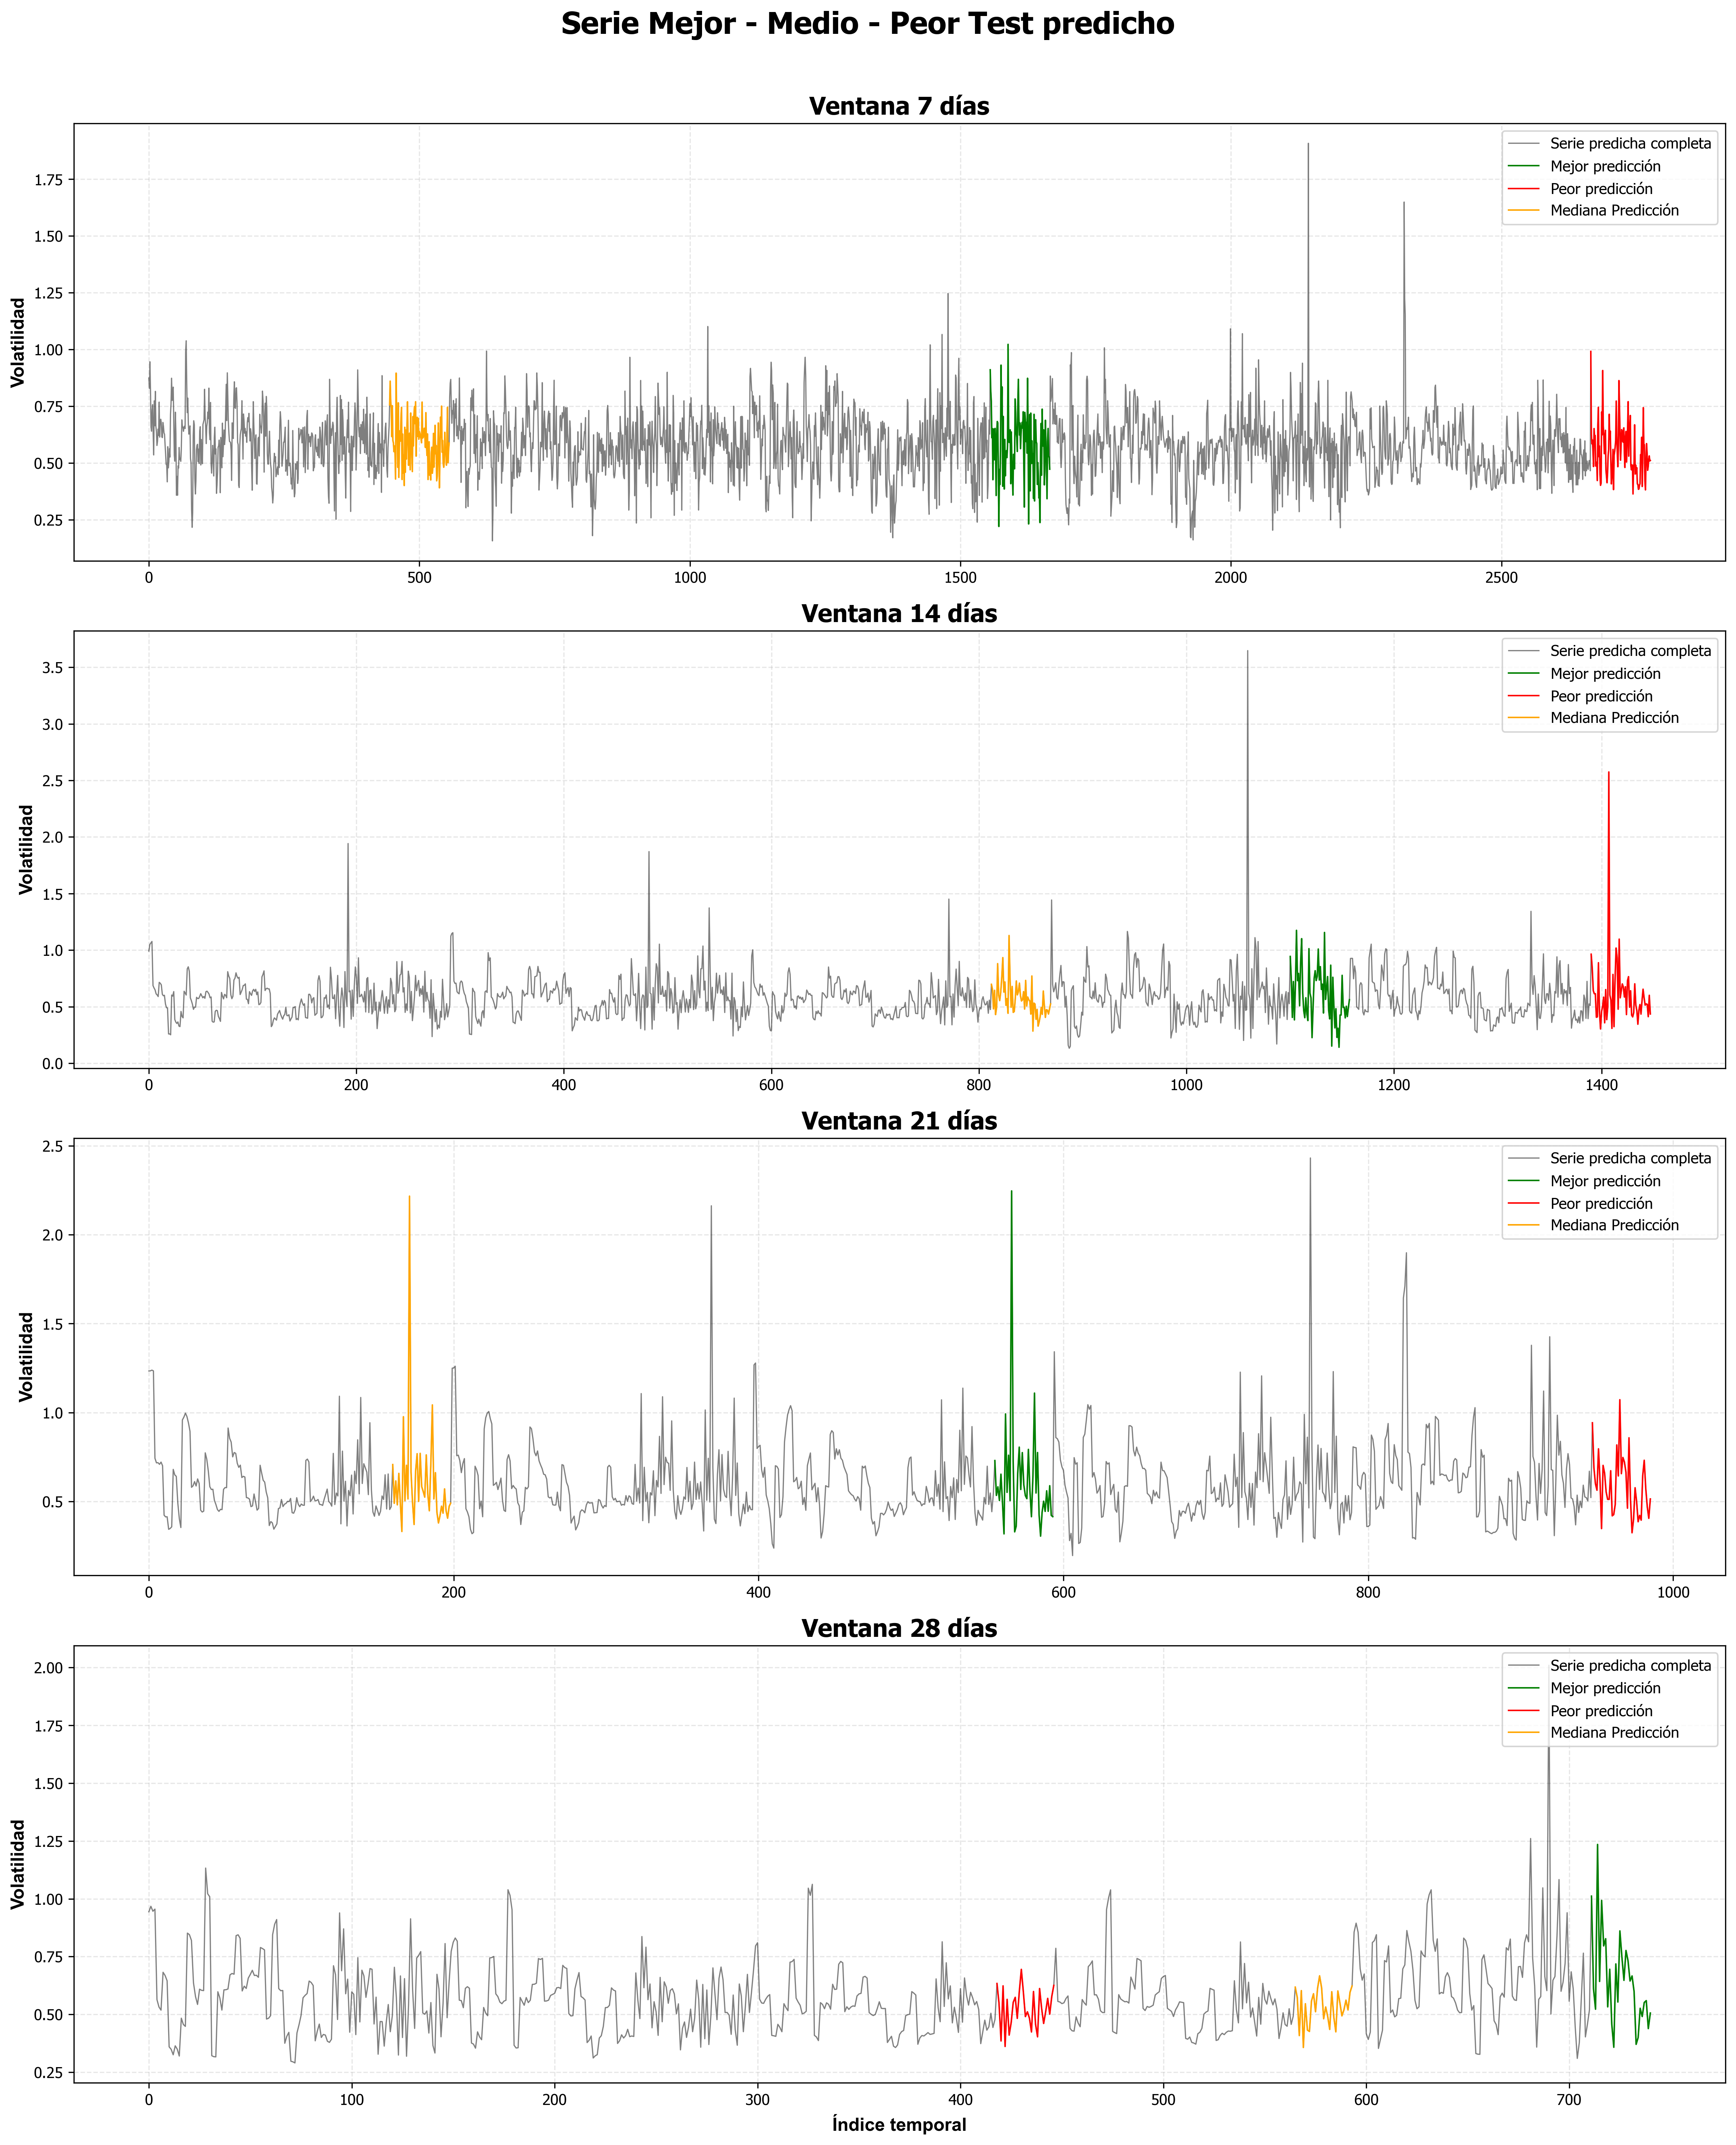 Serie Mejor - Medio - Peor Test predicho
Ventana 7 días
Volatilidad
1.75
1.50
1.25
1.00
0.75
0.50
0.25
Serie predicha completa
Mejor predicción
Peor predicción
Mediana Predicción
0 500 1000 1500 2000 2500
Ventana 14 días
Volatilidad
3.5
3.0
2.5
2.0
1.5
1.0
0.5
0.0
Serie predicha completa
Mejor predicción
Peor predicción
Mediana Predicción
0 200 400 600 800 1000 1200 1400
Ventana 21 días
Volatilidad
2.5
2.0
1.5
1.0
0.5
Serie predicha completa
Mejor predicción
Peor predicción
Mediana Predicción
0 200 400 600 800 1000
Ventana 28 días
Volatilidad
2.00
1.75
1.50
1.25
1.00
0.75
0.50
0.25
Serie predicha completa
Mejor predicción
Peor predicción
Mediana Predicción
0 100 200 300 400 500 600 700
Índice temporal